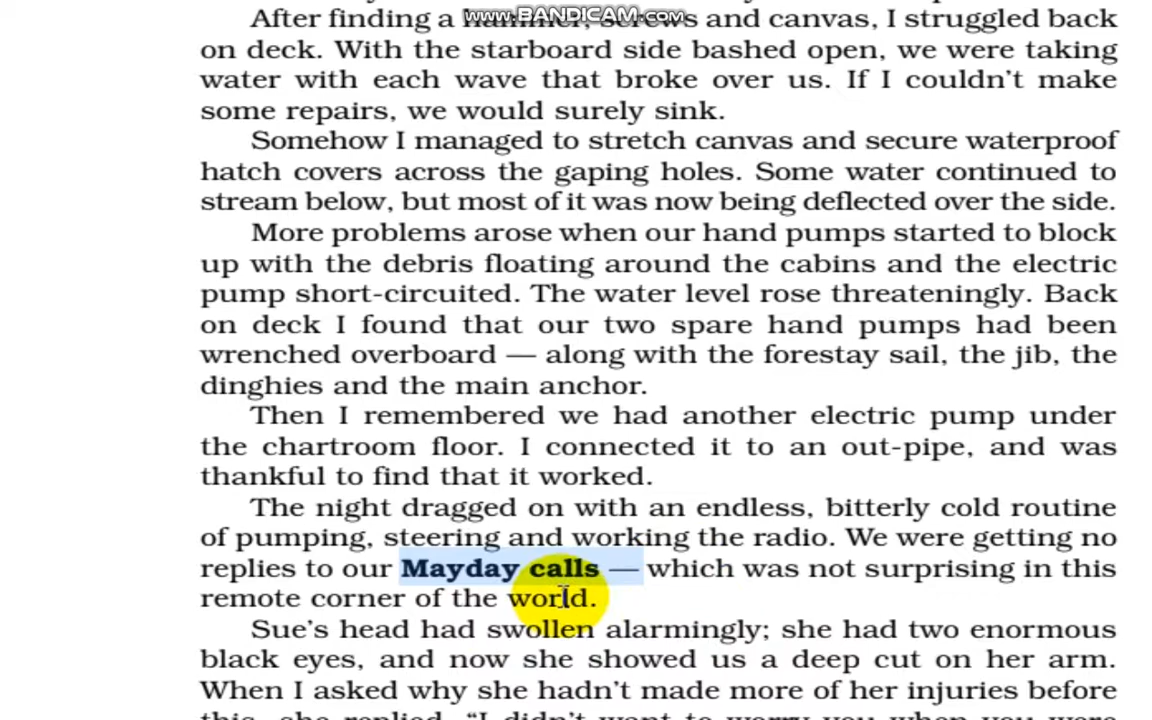 After finding a hammer, screws and canvas, I struggled back
www.BANDICAM.com
on deck. With the starboard side bashed open, we were taking
water with each wave that broke over us. If I couldn't make
some repairs, we would surely sink.
Somehow I managed to stretch canvas and secure waterproof
hatch covers across the gaping holes. Some water continued to
stream below, but most of it was now being deflected over the side.
More problems arose when our hand pumps started to block
up with the debris floating around the cabins and the electric
pump short-circuited. The water level rose threateningly. Back
on deck I found that our two spare hand pumps had been
wrenched overboard — along with the forestay sail, the jib, the
dinghies and the main anchor.
Then I remembered we had another electric pump under
the chartroom floor. I connected it to an out-pipe, and was
thankful to find that it worked.
The night dragged on with an endless, bitterly cold routine
of pumping, steering and working the radio. We were getting no
replies to our Mayday calls — which was not surprising in this
remote corner of the world.
Sue's head had swollen alarmingly; she had two enormous
black eyes, and now she showed us a deep cut on her arm.
When I asked why she hadn't made more of her injuries before
this, she replied, "I didn't want to worry you when you were